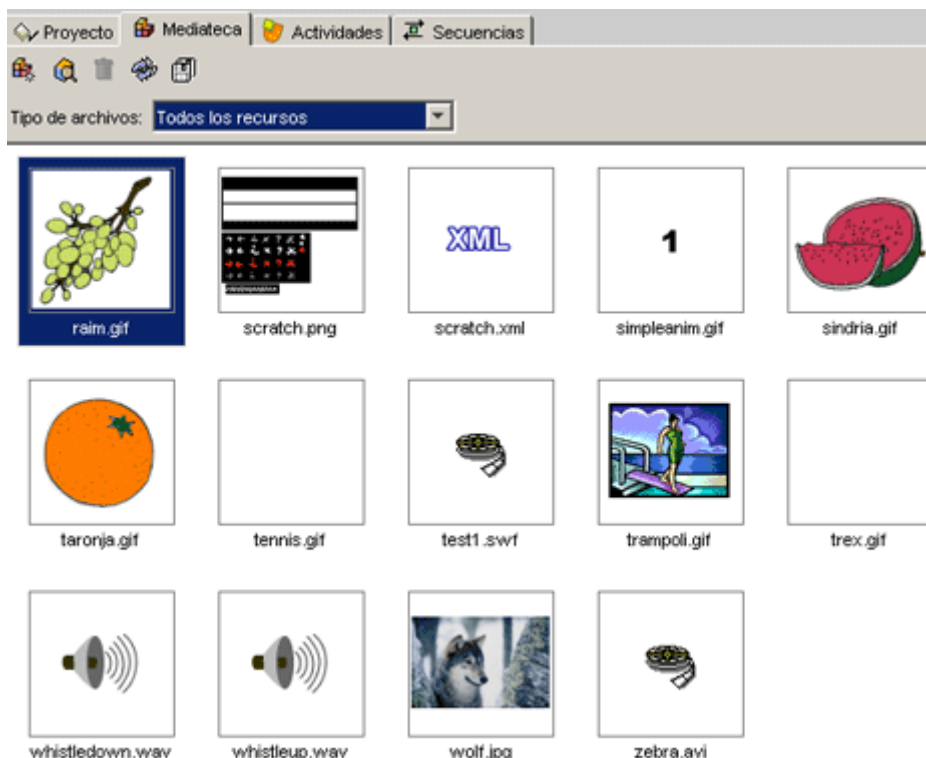 Proyecto Mediateca Actividades Secuencias
Tipo de archivos: Todos los recursos
XML 1
raim.gif scratch.png scratch.xml simpleanim.gif sindria.gif
taronja.gif tennis.gif test1.swf trampoli.gif trex.gif
whistledown.wav whistleup.wav wolf.jpg zebra.avi